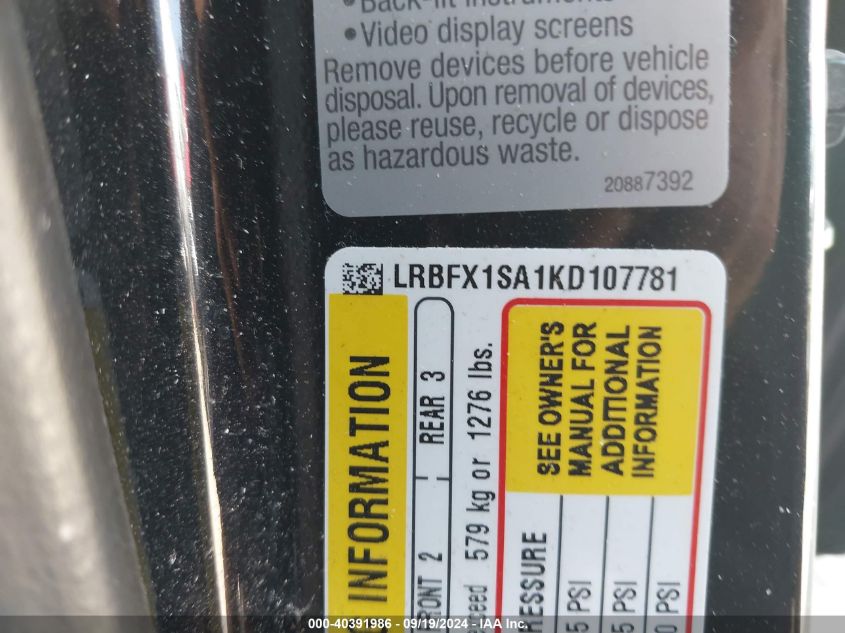 • Video display screens
Remove devices before vehicle
disposal. Upon removal of devices,
please reuse, recycle or dispose
as hazardous waste.
20887392
LRBFX1SA1KD107781
INFORMATION
2 REAR 3
579 kg or 1276 lbs.
SEE OWNER'S
MANUAL FOR
ADDITIONAL
INFORMATION
PSI
PSI
PSI
000-40391986 - 09/19/2024 - IAA Inc.